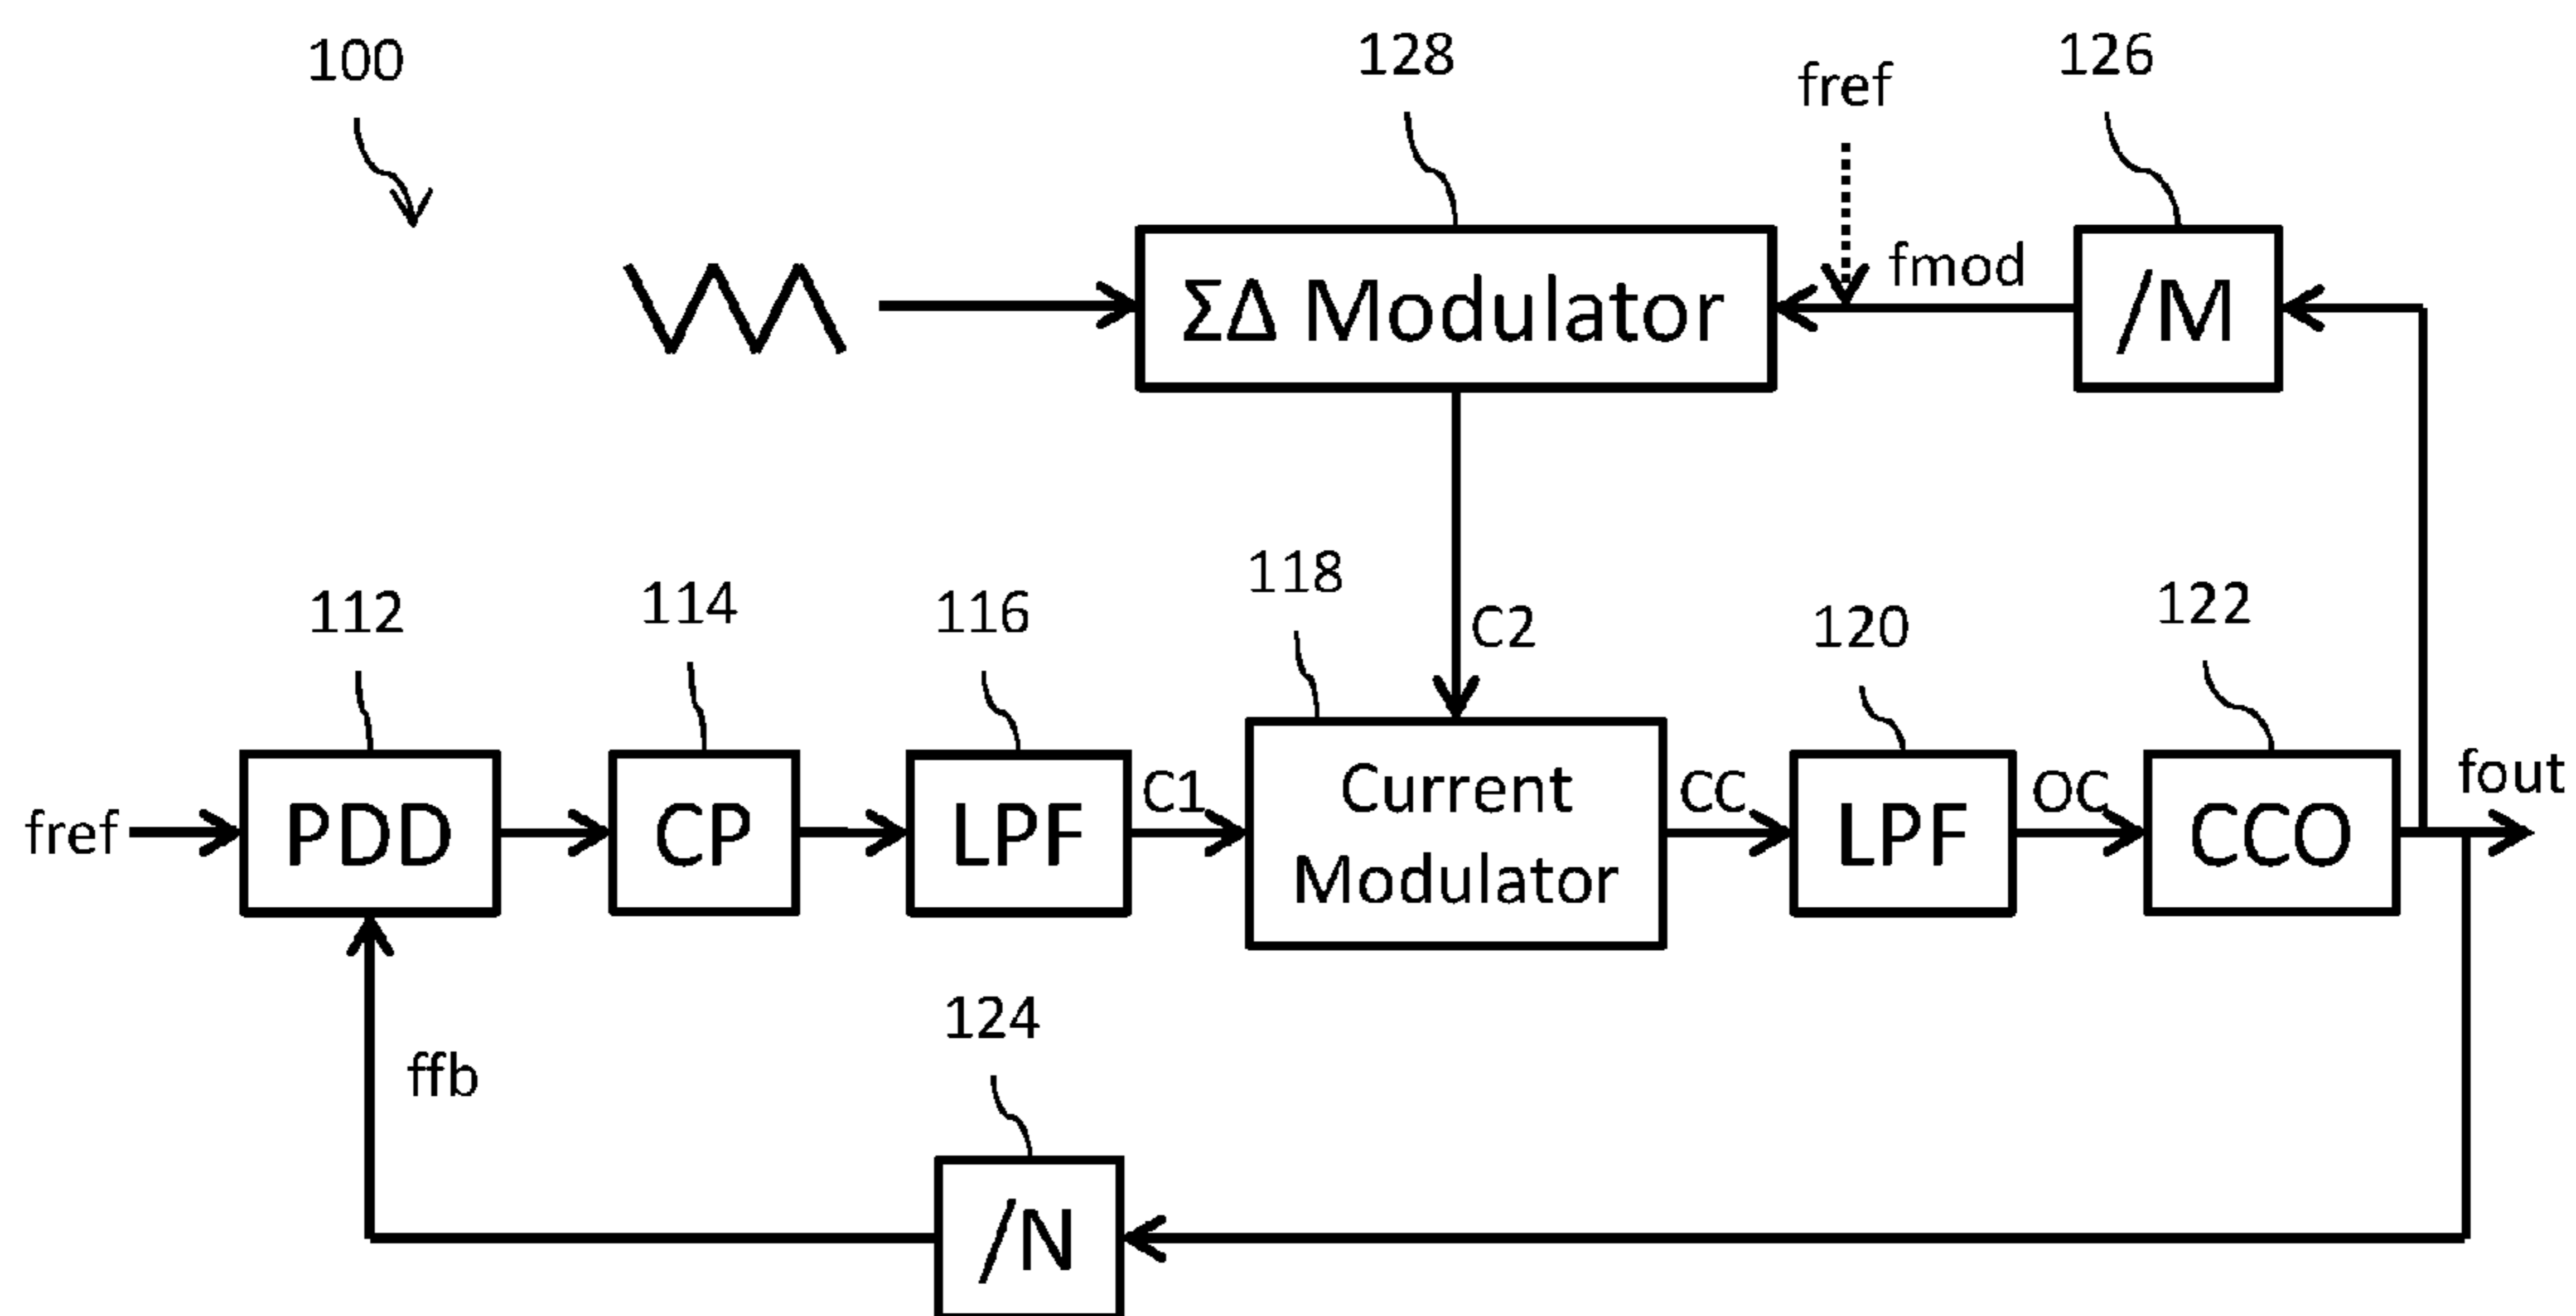 100
128
fref
126
ΣΔ Modulator
fmod
/M
112
114
116
118
C2
120
122
fref
PDD
CP
LPF
C1
Current
Modulator
CC
LPF
OC
CCO
fout
ffb
124
/N